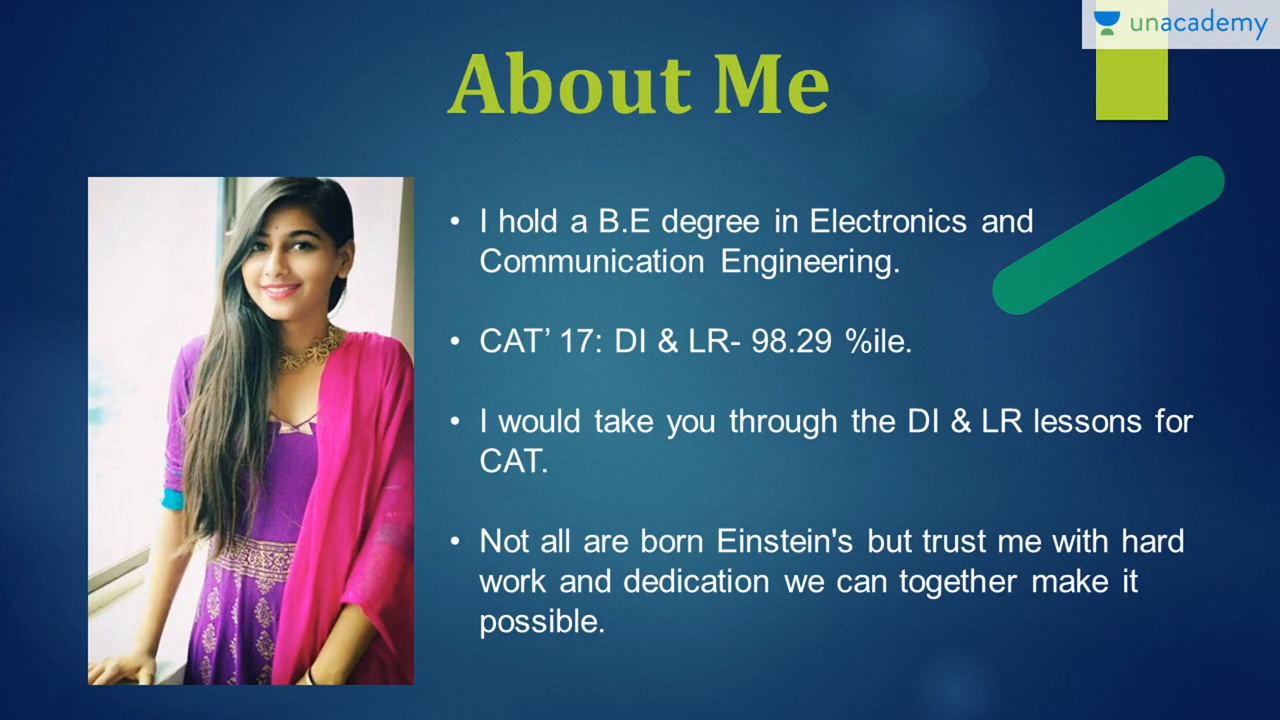 unacademy
About Me
• I hold a B.E degree in Electronics and
Communication Engineering.
• CAT’ 17: DI & LR- 98.29 %ile.
• I would take you through the DI & LR lessons for
CAT.
• Not all are born Einstein's but trust me with hard
work and dedication we can together make it
possible.